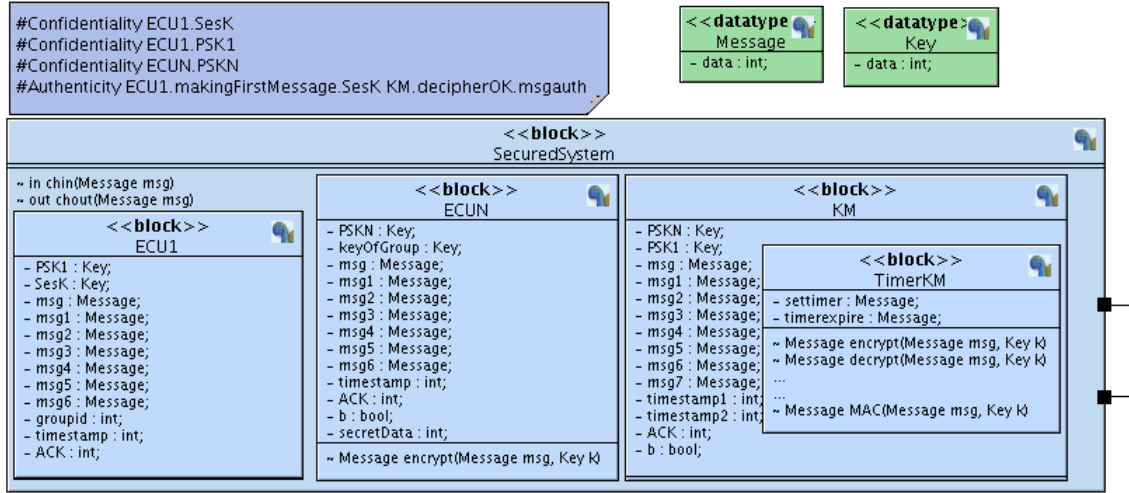 #Confidentiality ECU1.SesK
#Confidentiality ECU1.PSK1
#Confidentiality ECUN.PSKN
#Authenticity ECU1.makingFirstMessage.SesK KM.decipherOK.msgauth
<<datatype
Message
- data : int;
<<datatype>
Key
- data : int;
<<block>>
SecuredSystem
~ in chin(Message msg)
~ out chout(Message msg)
<<block>>
ECU1
- PSK1 : Key;
- SesK : Key;
- msg : Message;
- msg1 : Message;
- msg2 : Message;
- msg3 : Message;
- msg4 : Message;
- msg5 : Message;
- msg6 : Message;
- groupid : int;
- timestamp : int;
- ACK : int;
<<block>>
ECUN
- PSKN : Key;
- keyOfGroup : Key;
- msg : Message;
- msg1 : Message;
- msg2 : Message;
- msg3 : Message;
- msg4 : Message;
- msg5 : Message;
- msg6 : Message;
- timestamp : int;
- ACK : int;
- b : bool;
- secretData : int;
~ Message encrypt(Message msg, Key k)
<<block>>
KM
- PSKN : Key;
- PSK1 : Key;
- msg : Message;
- msg1 : Message;
- msg2 : Message;
- msg3 : Message;
- msg4 : Message;
- msg5 : Message;
- msg6 : Message;
- msg7 : Message;
- timestamp1 : int;
- timestamp2 : int;
- ACK : int;
- b : bool;
<<block>>
TimerKM
- settimer : Message;
- timerexpire : Message;
~ Message encrypt(Message msg, Key k)
~ Message decrypt(Message msg, Key k)
...
...
~ Message MAC(Message msg, Key k)